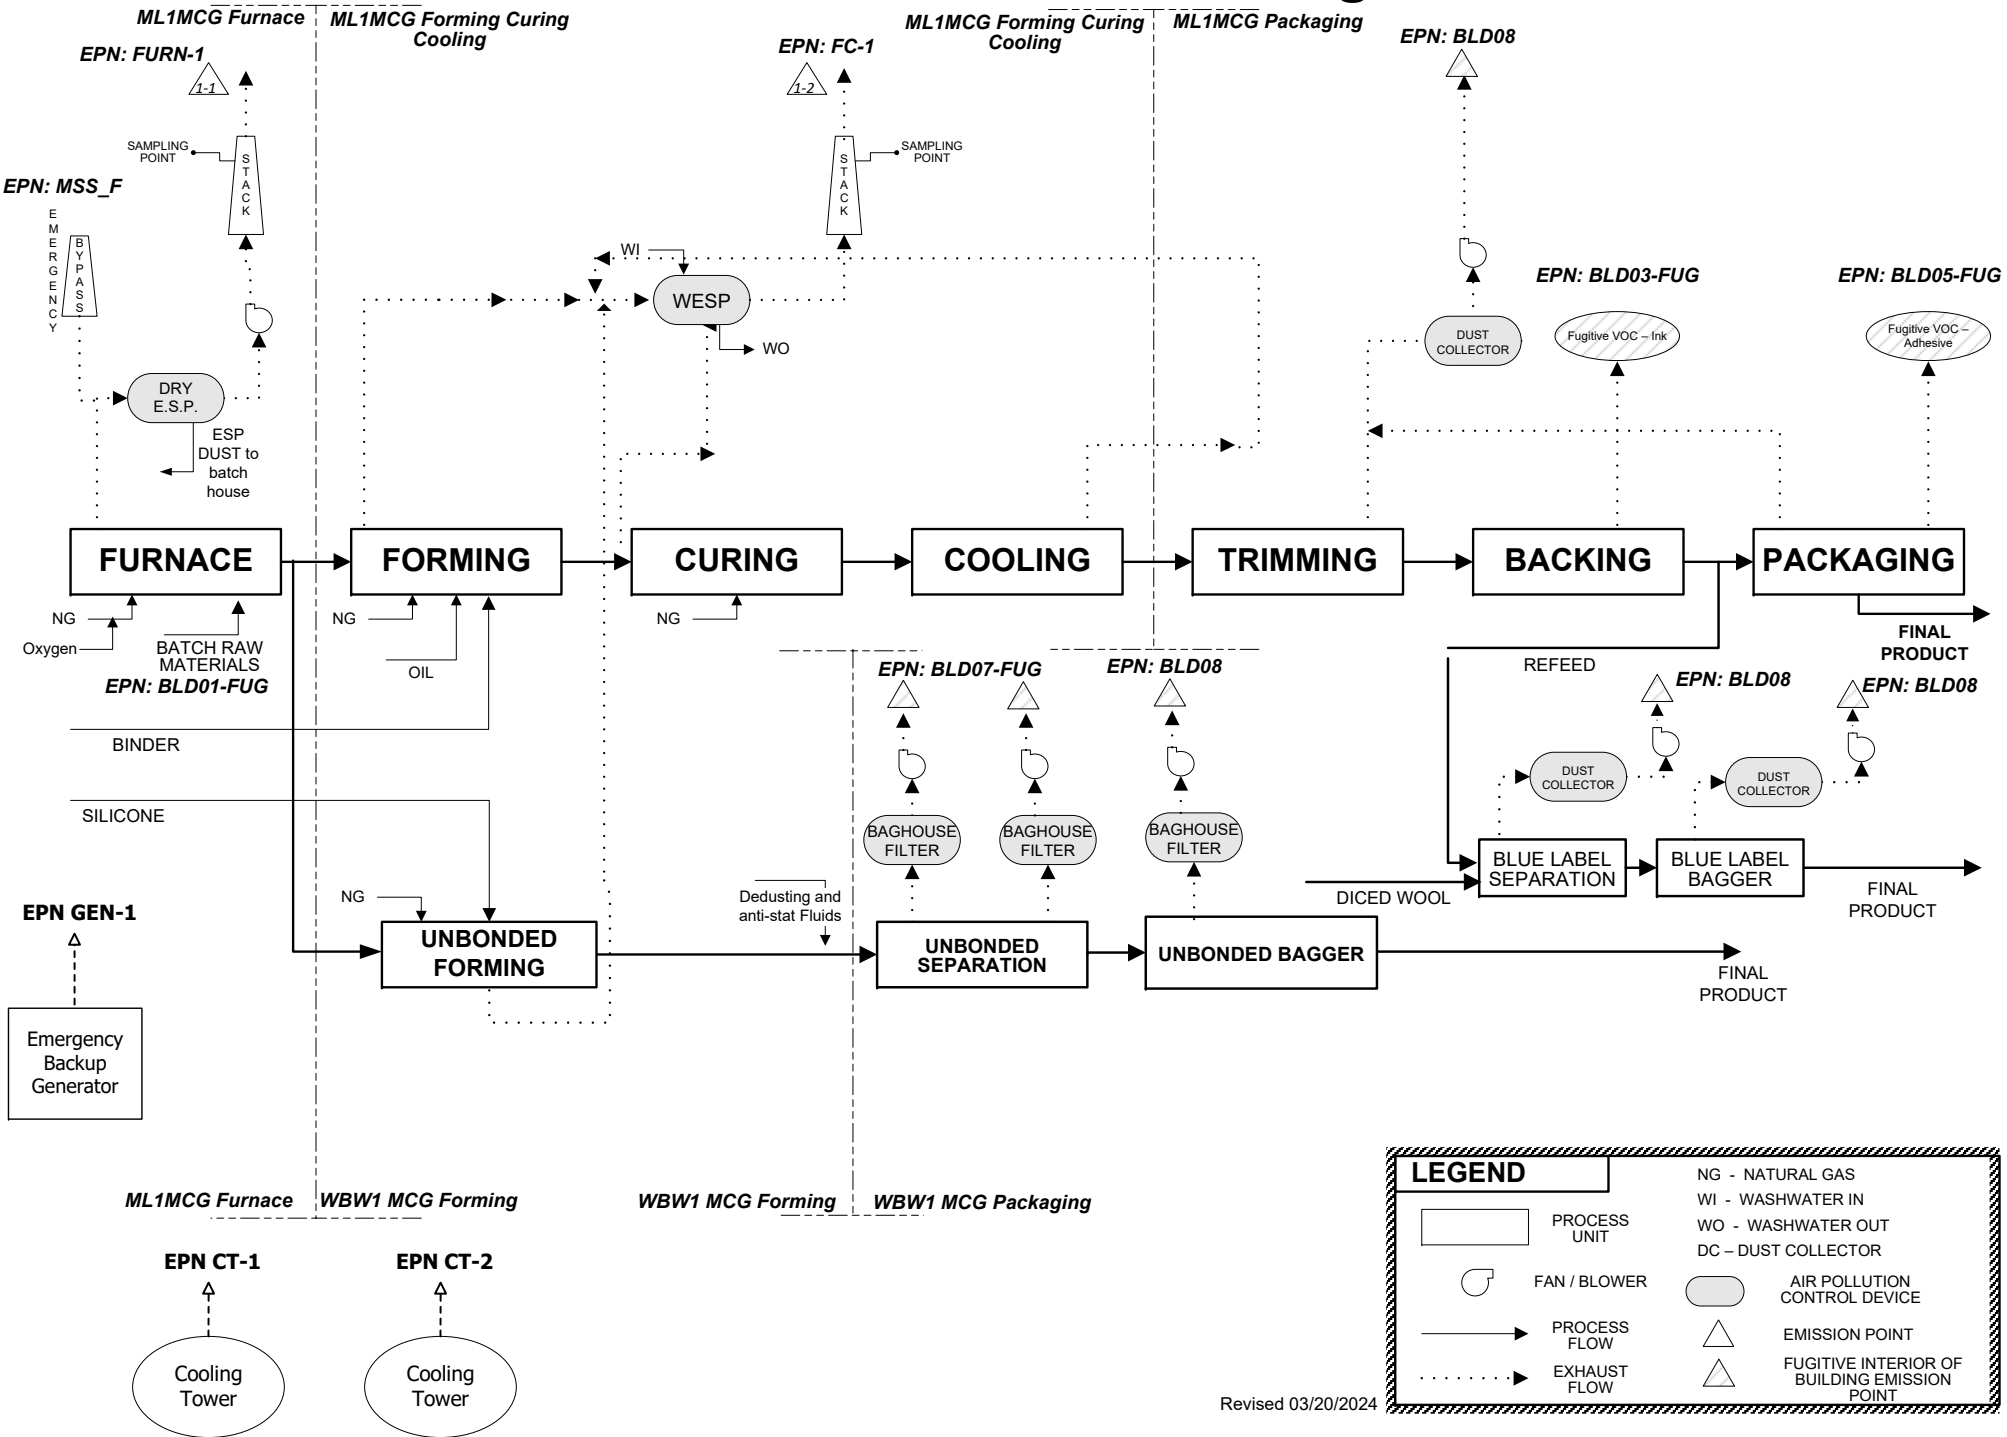 ML1MCG Furnace
ML1MCG Forming Curing
Cooling
ML1MCG Forming Curing
Cooling
ML1MCG Packaging
EPN: FURN-1
1-1
EPN: FC-1
1-2
EPN: BLD08
SAMPLING
POINT
STACK
SAMPLING
POINT
STACK
EPN: MSS_F
EMERGENCY
BYPASS
WI
WESP
WO
EPN: BLD03-FUG
EPN: BLD05-FUG
DUST
COLLECTOR
Fugitive VOC – Ink
Fugitive VOC –
Adhesive
DRY
E.S.P.
ESP
DUST to
batch
house
FURNACE
FORMING
CURING
COOLING
TRIMMING
BACKING
PACKAGING
NG
Oxygen
BATCH RAW
MATERIALS
EPN: BLD01-FUG
NG
OIL
NG
FINAL
PRODUCT
REFEED
BINDER
SILICONE
EPN: BLD07-FUG
EPN: BLD08
EPN: BLD08
EPN: BLD08
DUST
COLLECTOR
DUST
COLLECTOR
BAGHOUSE
FILTER
BAGHOUSE
FILTER
BAGHOUSE
FILTER
BLUE LABEL
SEPARATION
BLUE LABEL
BAGGER
DICED WOOL
FINAL
PRODUCT
NG
Dedusting and
anti-stat Fluids
UNBONDED
FORMING
UNBONDED
SEPARATION
UNBONDED BAGGER
FINAL
PRODUCT
EPN GEN-1
Emergency
Backup
Generator
ML1MCG Furnace
WBW1 MCG Forming
WBW1 MCG Forming
WBW1 MCG Packaging
EPN CT-1
EPN CT-2
Cooling
Tower
Cooling
Tower
Revised 03/20/2024
LEGEND
PROCESS
UNIT
FAN / BLOWER
PROCESS
FLOW
EXHAUST
FLOW
NG - NATURAL GAS
WI - WASHWATER IN
WO - WASHWATER OUT
DC – DUST COLLECTOR
AIR POLLUTION
CONTROL DEVICE
EMISSION POINT
FUGITIVE INTERIOR OF
BUILDING EMISSION
POINT